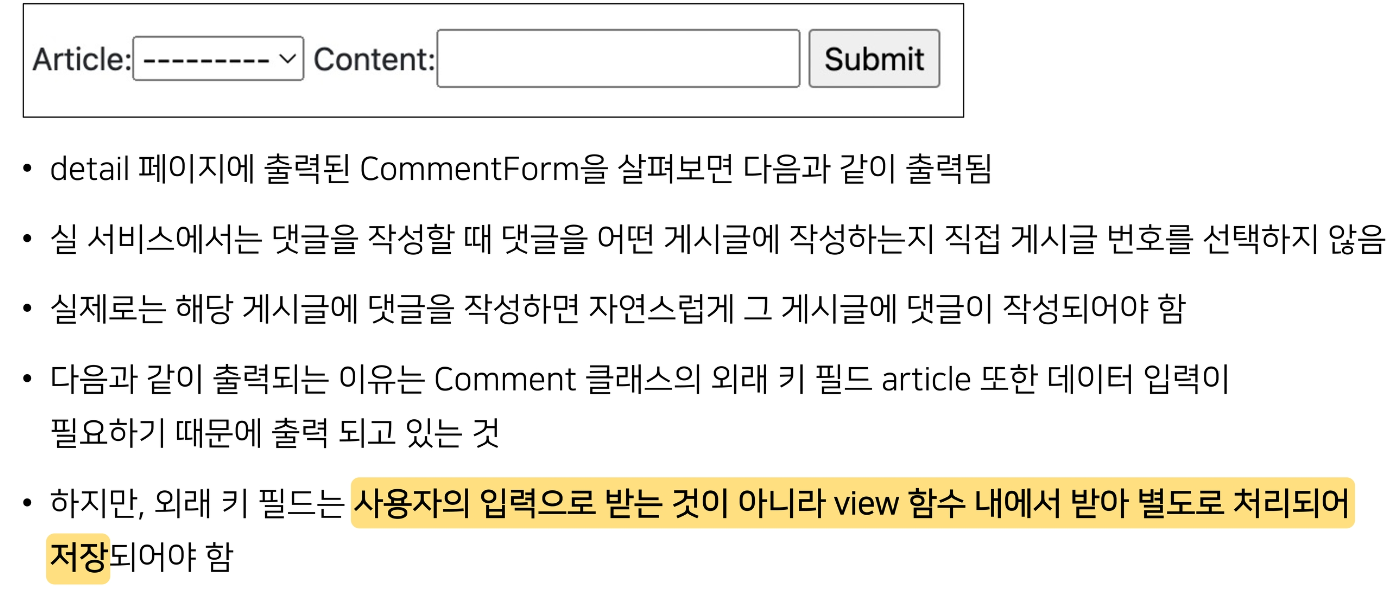 Article: --------- Content: Submit
• detail 페이지에 출력된 CommentForm을 살펴보면 다음과 같이 출력됨
• 실 서비스에서는 댓글을 작성할 때 댓글을 어떤 게시글에 작성하는지 직접 게시글 번호를 선택하지 않음
• 실제로는 해당 게시글에 댓글을 작성하면 자연스럽게 그 게시글에 댓글이 작성되어야 함
• 다음과 같이 출력되는 이유는 Comment 클래스의 외래 키 필드 article 또한 데이터 입력이
필요하기 때문에 출력 되고 있는 것
• 하지만, 외래 키 필드는 사용자의 입력으로 받는 것이 아니라 view 함수 내에서 받아 별도로 처리되어
저장되어야 함